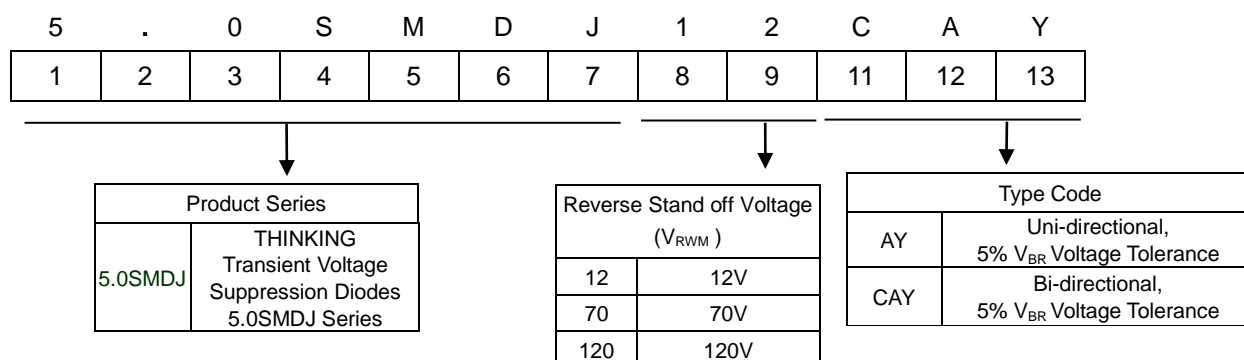 5 . 0 S M D J 1 2 C A Y
1 2 3 4 5 6 7 8 9 11 12 13
Product Series
5.0SMDJ
THINKING
Transient Voltage
Suppression Diodes
5.0SMDJ Series
Reverse Stand off Voltage
(VRWM )
12 12V
70 70V
120 120V
Type Code
AY
Uni-directional,
5% VBR Voltage Tolerance
CAY
Bi-directional,
5% VBR Voltage Tolerance